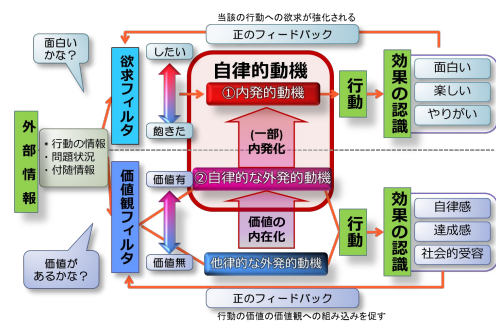 当該の行動への欲求が強化される
正のフィードバック
面白い
かな?
欲求フィルタ
したい
飽きた
自律的動機
①内発的動機
行動
効果の認識
面白い
楽しい
やりがい
(一部)
内発化
外部情報
・行動の情報
・問題状況
・付随情報
価値観フィルタ
価値有
価値無
②自律的な外発的動機
価値の
内在化
他律的な外発的動機
行動
効果の認識
自律感
達成感
社会的受容
価値が
あるかな?
正のフィードバック
行動の価値の価値観への組み込みを促す